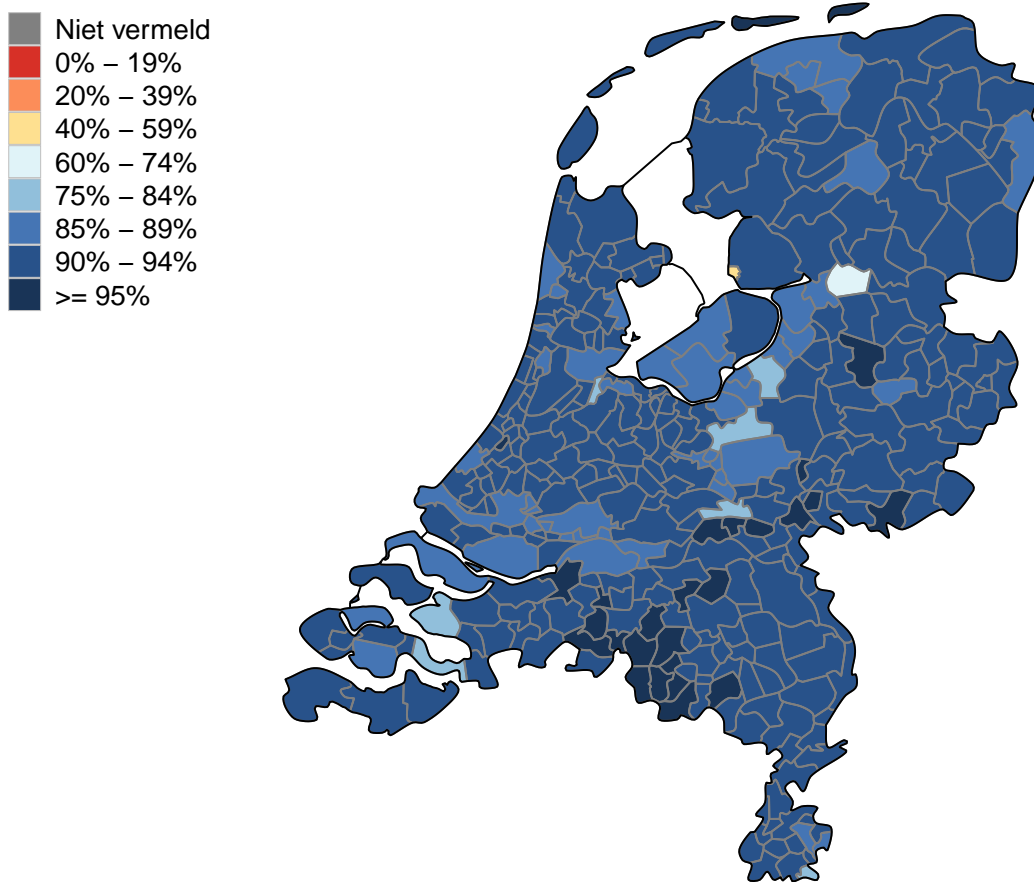 Niet vermeld
0% – 19%
20% – 39%
40% – 59%
60% – 74%
75% – 84%
85% – 89%
90% – 94%
>= 95%